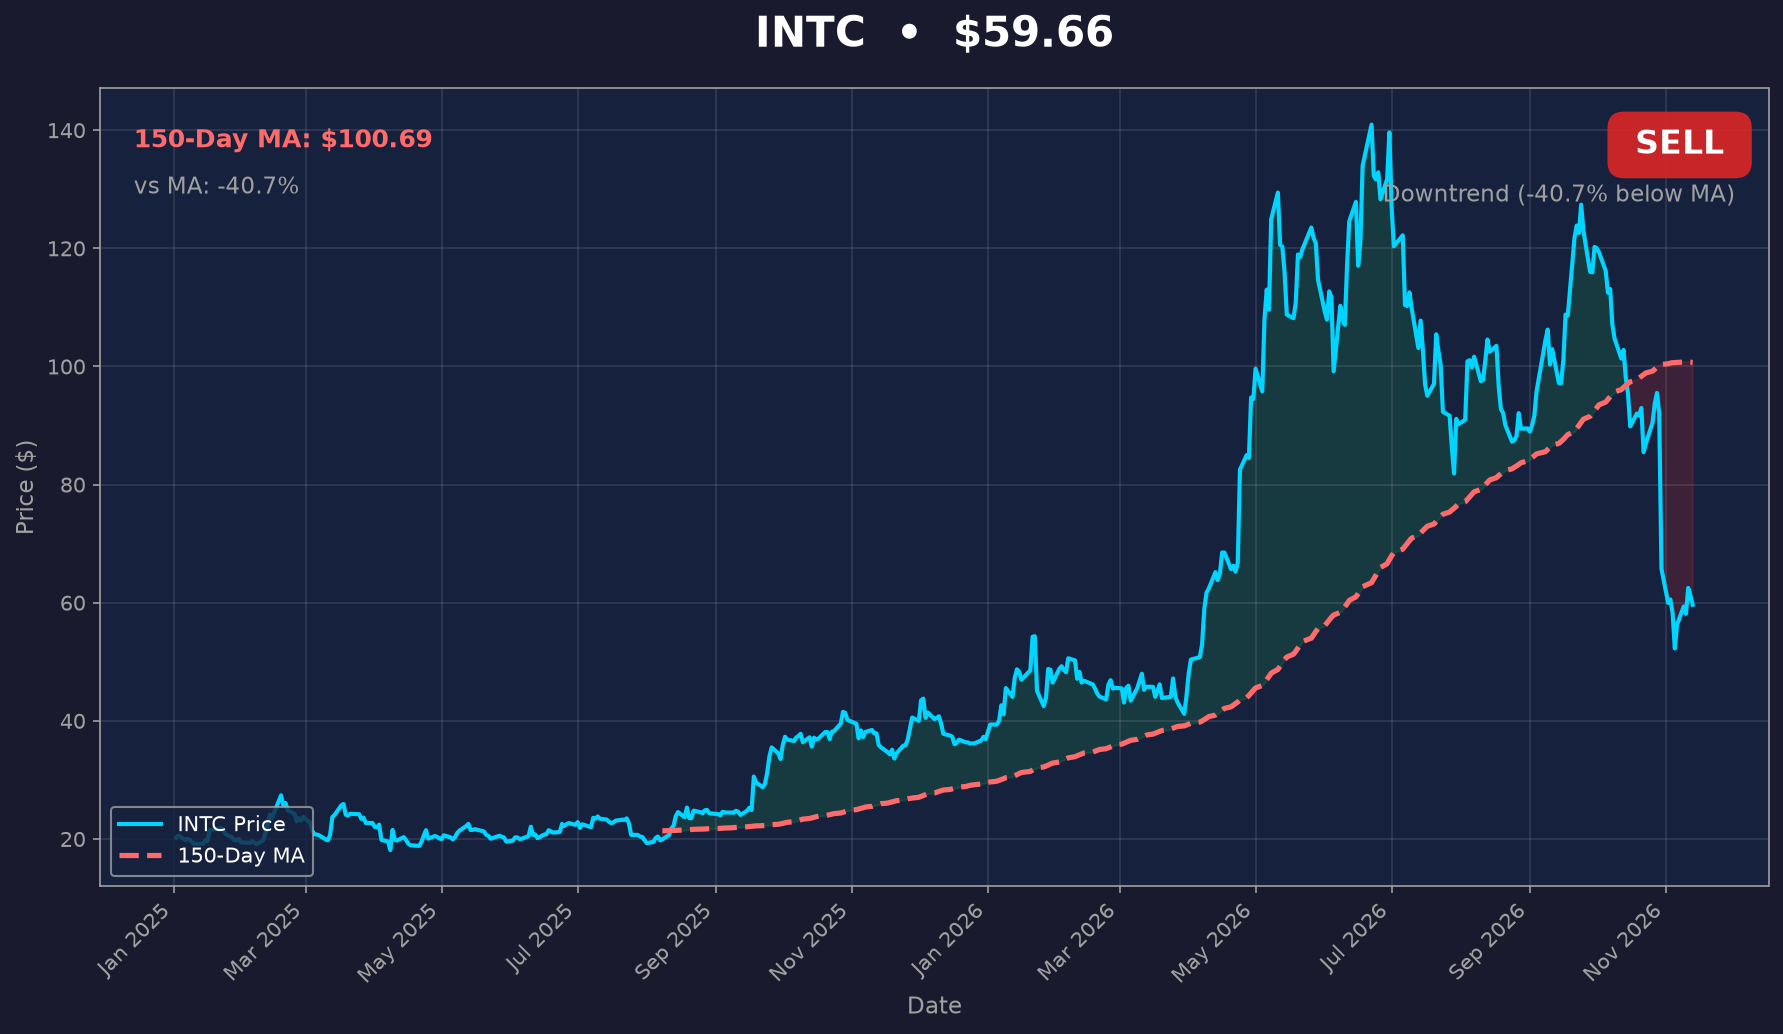 INTC • $59.66
150-Day MA: $100.69
vs MA: -40.7%
SELL
Downtrend (-40.7% below MA)
Price ($)
140
120
100
80
60
40
20
INTC Price
150-Day MA
Jan 2025
Mar 2025
May 2025
Jul 2025
Sep 2025
Nov 2025
Jan 2026
Mar 2026
May 2026
Jul 2026
Sep 2026
Nov 2026
Date